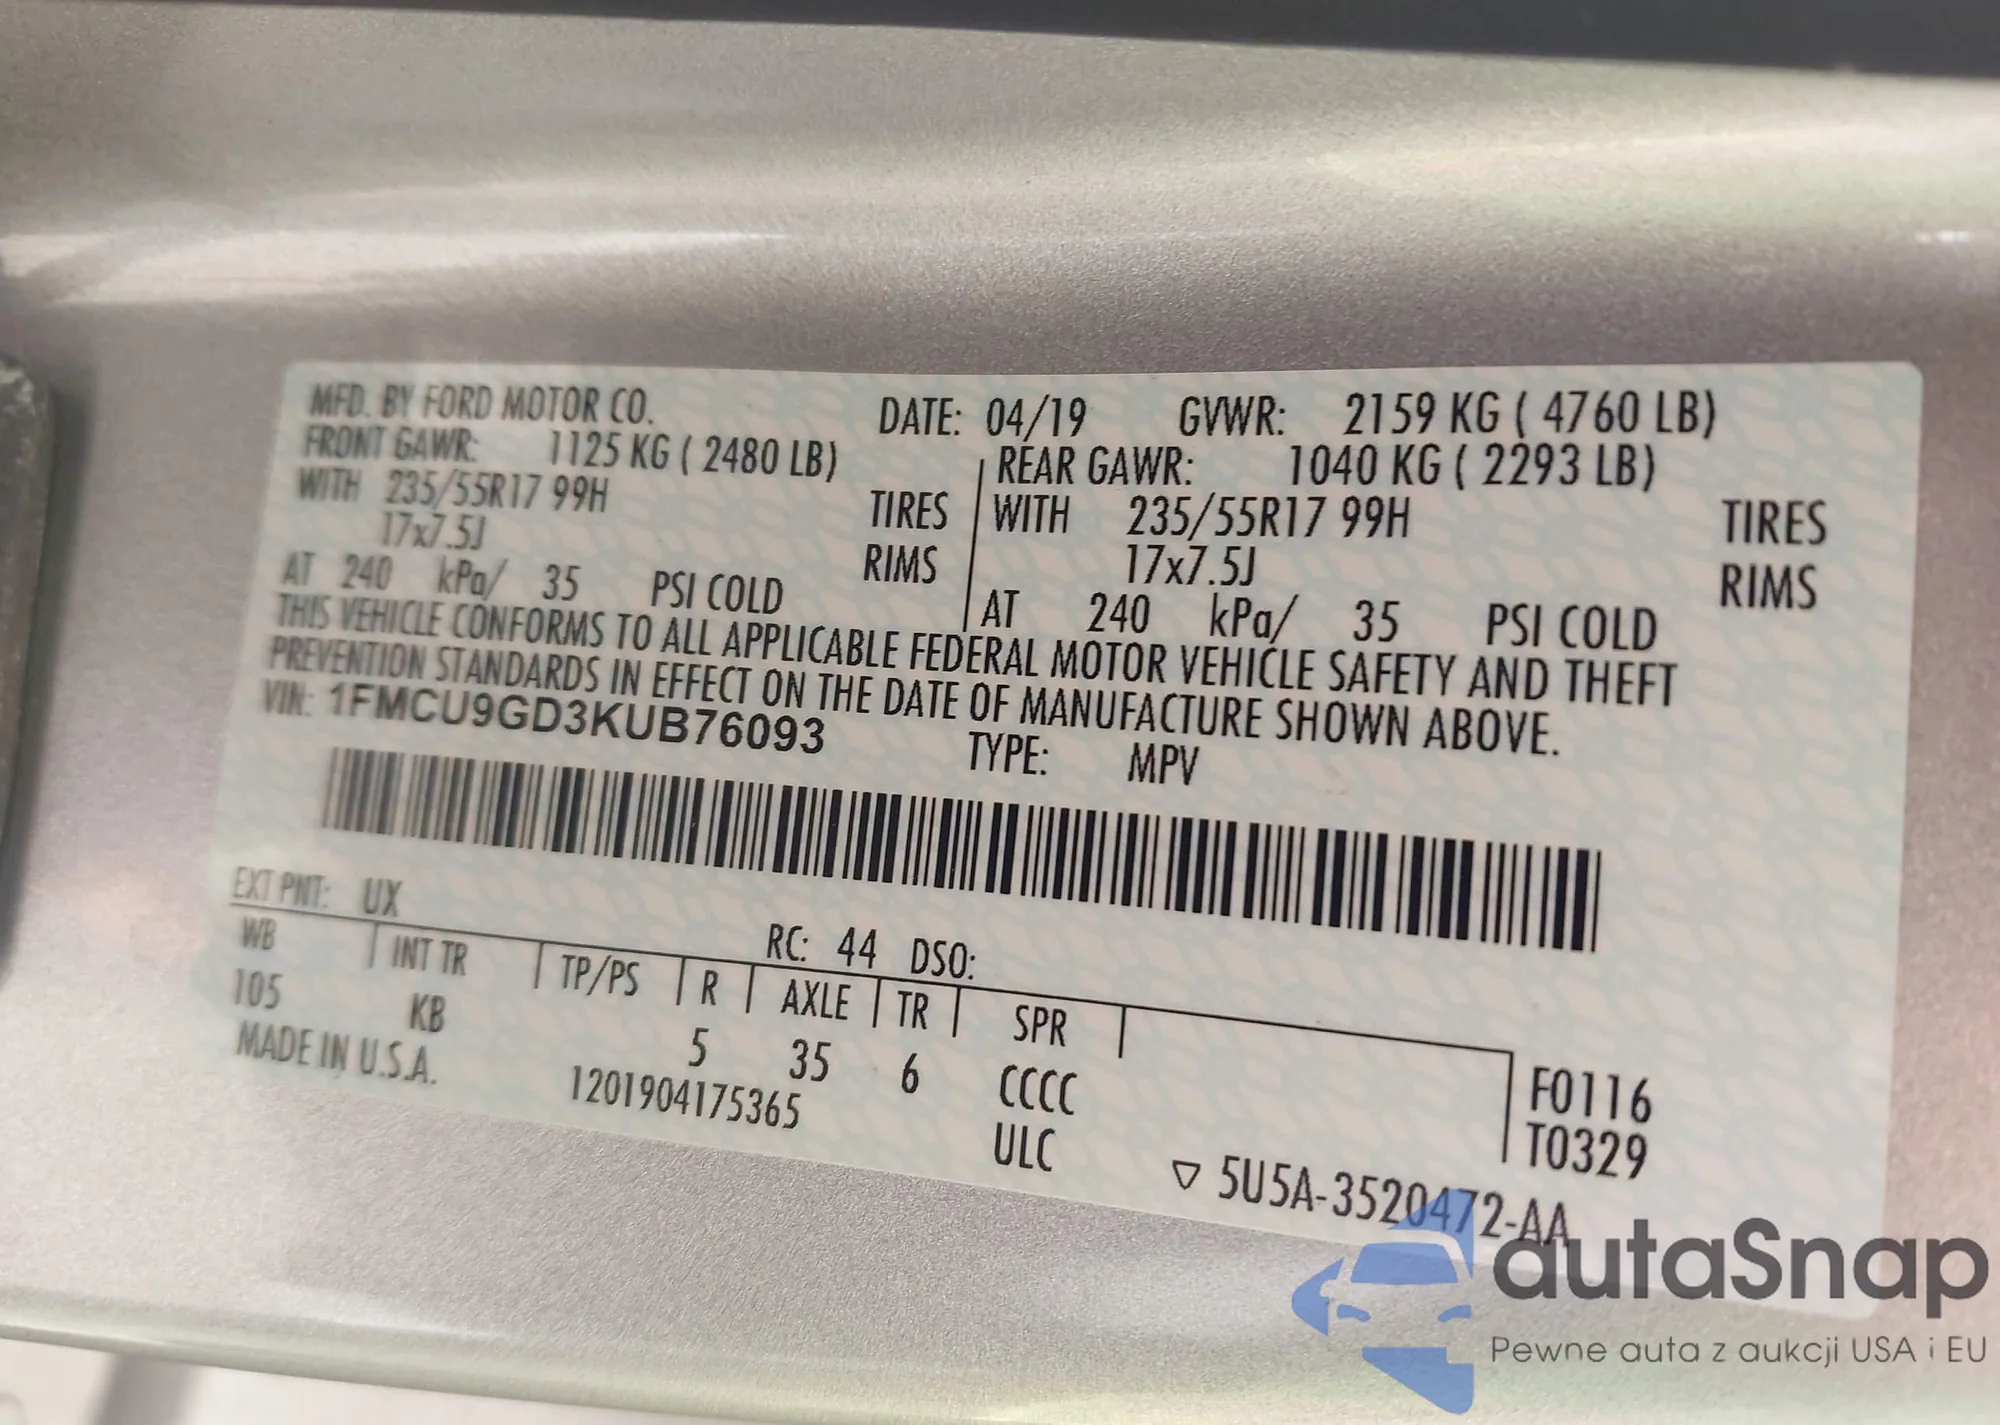 MFD. BY FORD MOTOR CO. DATE: 04/19 GVWR: 2159 KG ( 4760 LB)
FRONT GAWR: 1125 KG ( 2480 LB) REAR GAWR: 1040 KG ( 2293 LB)
WITH 235/55R17 99H TIRES WITH 235/55R17 99H TIRES
17x7.5J RIMS 17x7.5J RIMS
AT 240 kPa/ 35 PSI COLD AT 240 kPa/ 35 PSI COLD
THIS VEHICLE CONFORMS TO ALL APPLICABLE FEDERAL MOTOR VEHICLE SAFETY AND THEFT
PREVENTION STANDARDS IN EFFECT ON THE DATE OF MANUFACTURE SHOWN ABOVE.
VIN: 1FMCU9GD3KUB76093 TYPE: MPV
EXT PNT: UX RC: 44 DSO:
WB INT TR TP/PS R AXLE TR SPR
105 KB 5 35 6 CCCC F0116
MADE IN U.S.A. 1201904175365 ULC T0329
▽ 5U5A-3520472-AA
autaSnap
Pewne auta z aukcji USA i EU